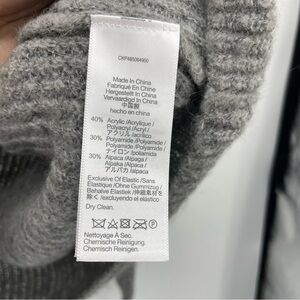 Made In China
Fabriqué En Chine
Hergestellt In China
Vervaardigd In China
中国製
hecho en china
40% Acrylic/Acrylique/
Polyacryl/Acryl/
アクリル /acrílico
30% Polyamide/Polyamide/
Polyamid/Polyamide/
ナイロン /poliamida
30% Alpaca/Alpaga/
Alpaka/Alpaca/
アルパカ /alpaca
Exclusive Of Elastic /Sans
Élastique/Ohne Gummizug/
Behalve Elastiek/伸縮素材を
除く /excluyendo el elástico
Dry Clean.
Nettoyage À Sec.
Chemische Reinigung.
Chemisch Reinigen.